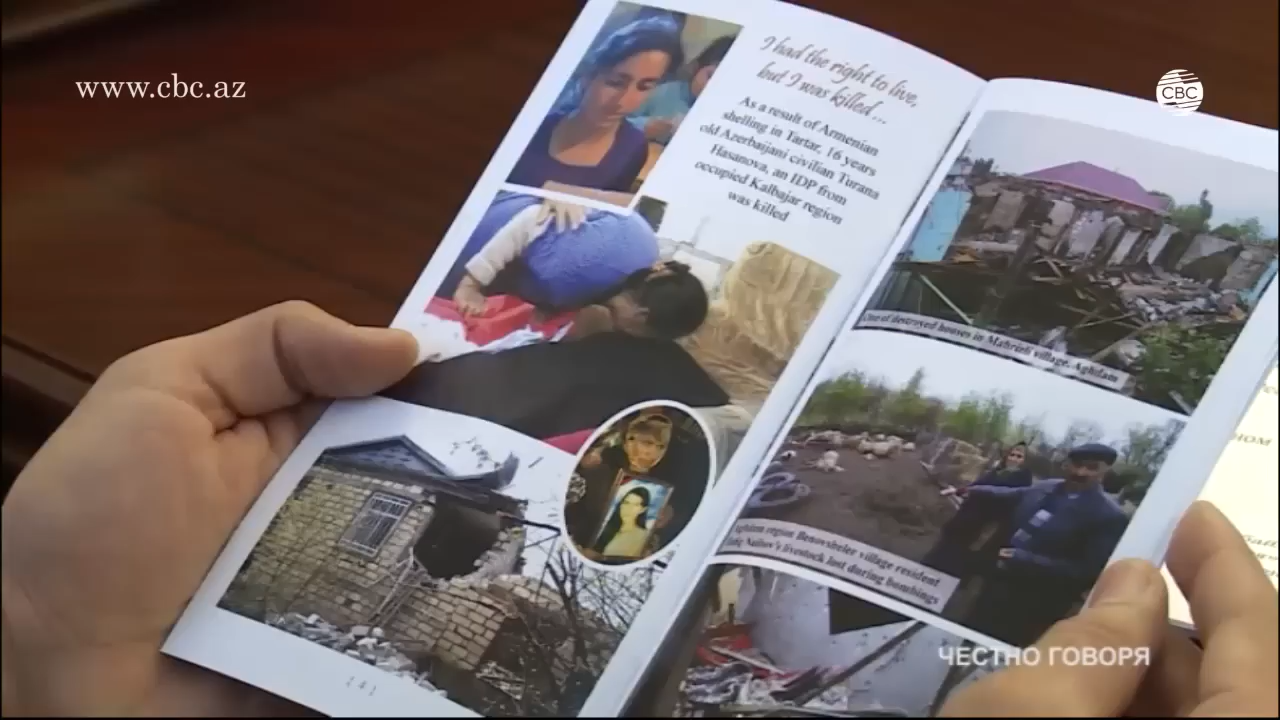 www.cbc.az
CBC
I had the right to live,
but I was killed ...
As a result of Armenian
shelling in Tartar, 16 years
old Azerbaijani civilian Turana
Hasanova, an IDP from
occupied Kalbajar region
was killed
One of destroyed houses in Mahrizli village, Aghdam
Aghdam region Benovsheler village resident
livestock lost during bombings
ЧЕСТНО ГОВОРЯ